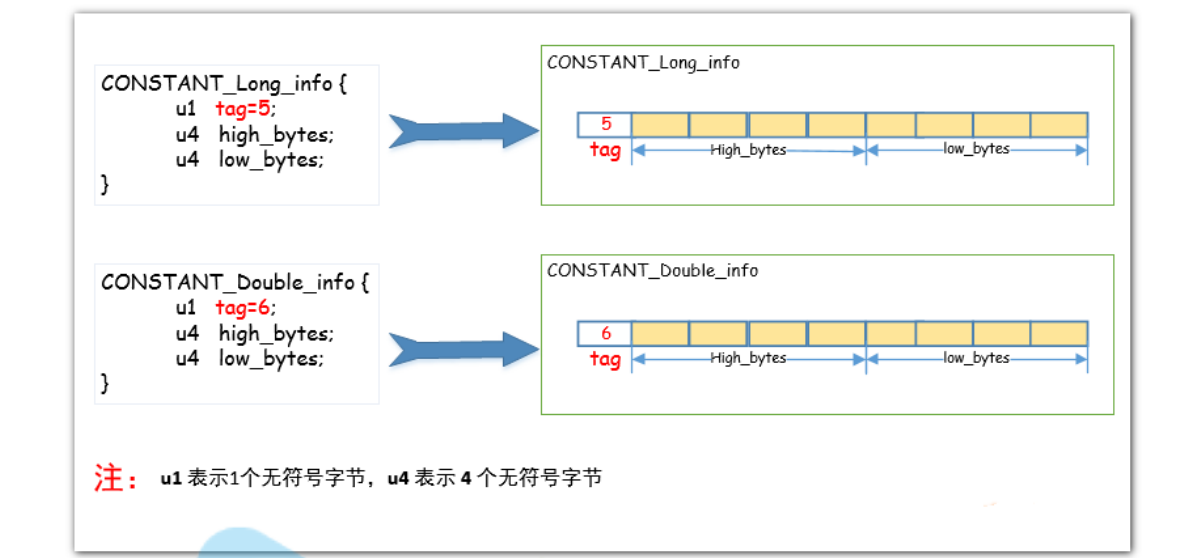 CONSTANT_Long_info {
u1 tag=5;
u4 high_bytes;
u4 low_bytes;
}
CONSTANT_Long_info
5
tag High_bytes low_bytes
CONSTANT_Double_info {
u1 tag=6;
u4 high_bytes;
u4 low_bytes;
}
CONSTANT_Double_info
6
tag High_bytes low_bytes
注： u1 表示1个无符号字节，u4 表示 4 个无符号字节